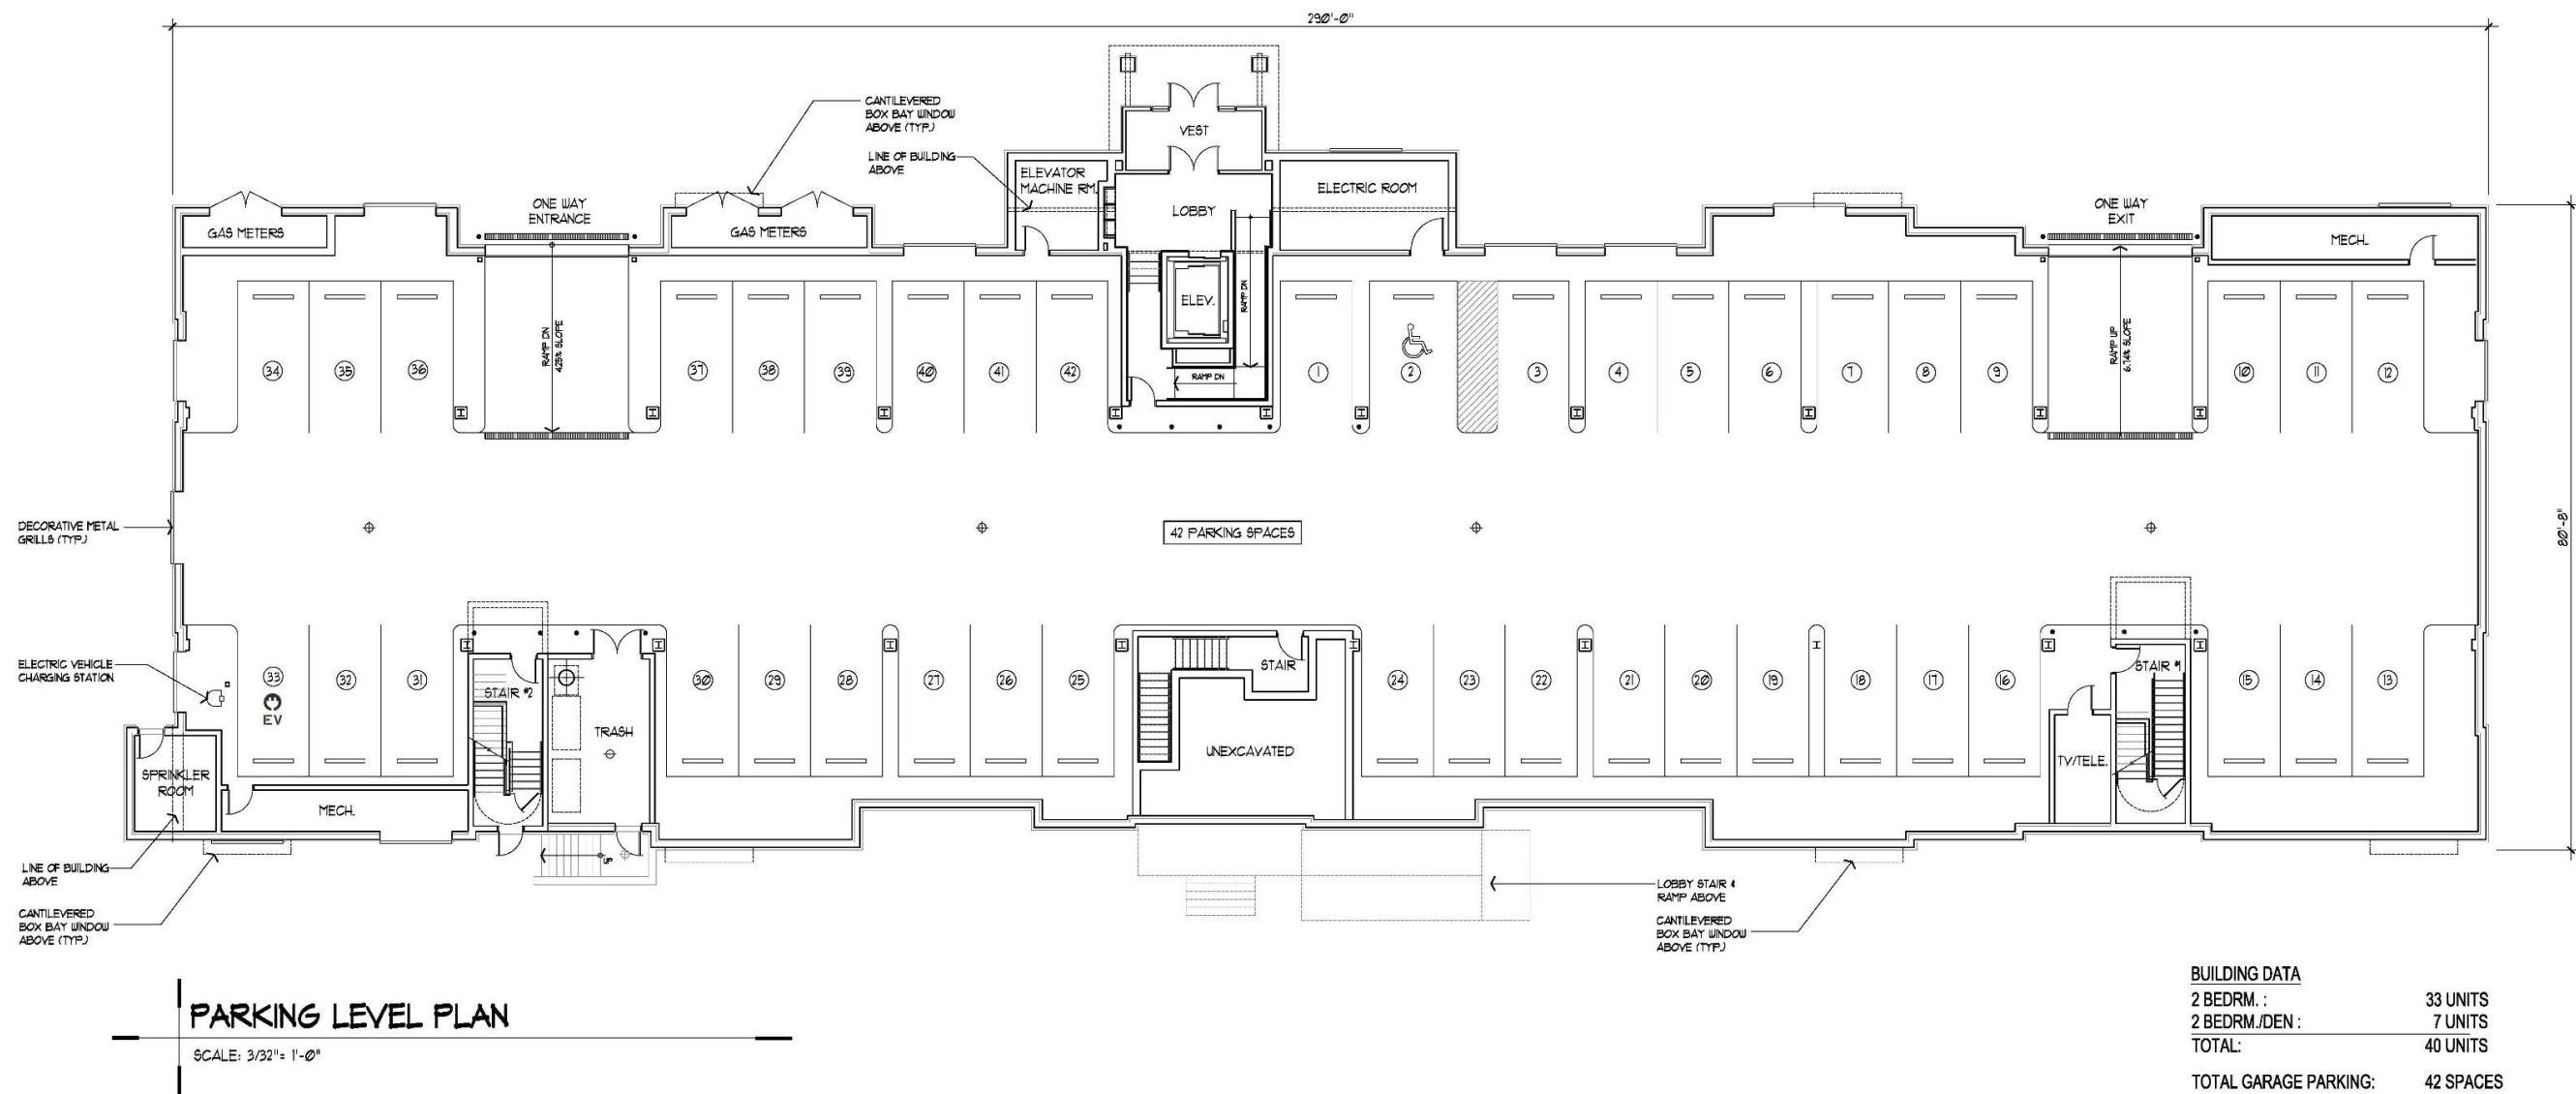 290'-0"
CANTILEVERED
BOX BAY WINDOW
ABOVE (TYP.)
LINE OF BUILDING
ABOVE
VEST
ELEVATOR
MACHINE RM.
ELECTRIC ROOM
LOBBY
ONE WAY
ENTRANCE
ONE WAY
EXIT
GAS METERS
GAS METERS
MECH.
ELEV.
RAMP DN
RAMP DN
RAMP DN
4.25% SLOPE
RAMP UP
6.74% SLOPE
34
35
36
37
38
39
40
41
42
1
2
3
4
5
6
7
8
9
10
11
12
DECORATIVE METAL
GRILLS (TYP.)
42 PARKING SPACES
80'-8"
ELECTRIC VEHICLE
CHARGING STATION
33
EV
32
31
STAIR #2
TRASH
30
29
28
27
26
25
STAIR
UNEXCAVATED
24
23
22
21
20
19
18
17
16
STAIR #1
TV/TELE.
15
14
13
SPRINKLER
ROOM
MECH.
UP
LINE OF BUILDING
ABOVE
CANTILEVERED
BOX BAY WINDOW
ABOVE (TYP.)
LOBBY STAIR &
RAMP ABOVE
CANTILEVERED
BOX BAY WINDOW
ABOVE (TYP.)
PARKING LEVEL PLAN
SCALE: 3/32"= 1'-0"
BUILDING DATA
2 BEDRM. : 33 UNITS
2 BEDRM./DEN : 7 UNITS
TOTAL: 40 UNITS
TOTAL GARAGE PARKING: 42 SPACES